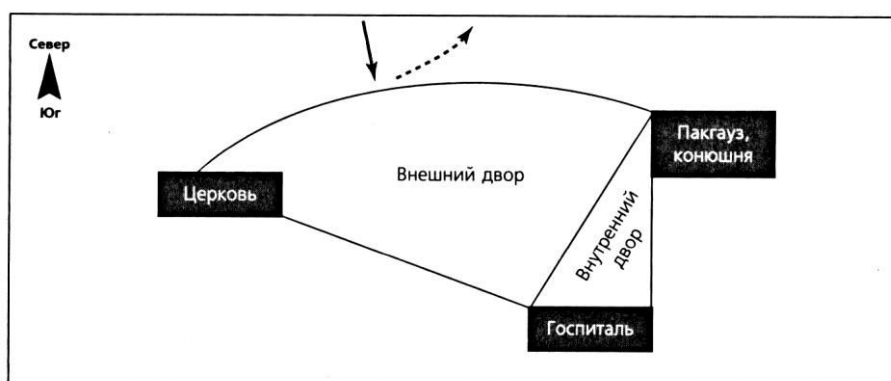 Север
Юг
Пакгауз,
конюшня
Внешний двор
Церковь
Внутренний
двор
Госпиталь